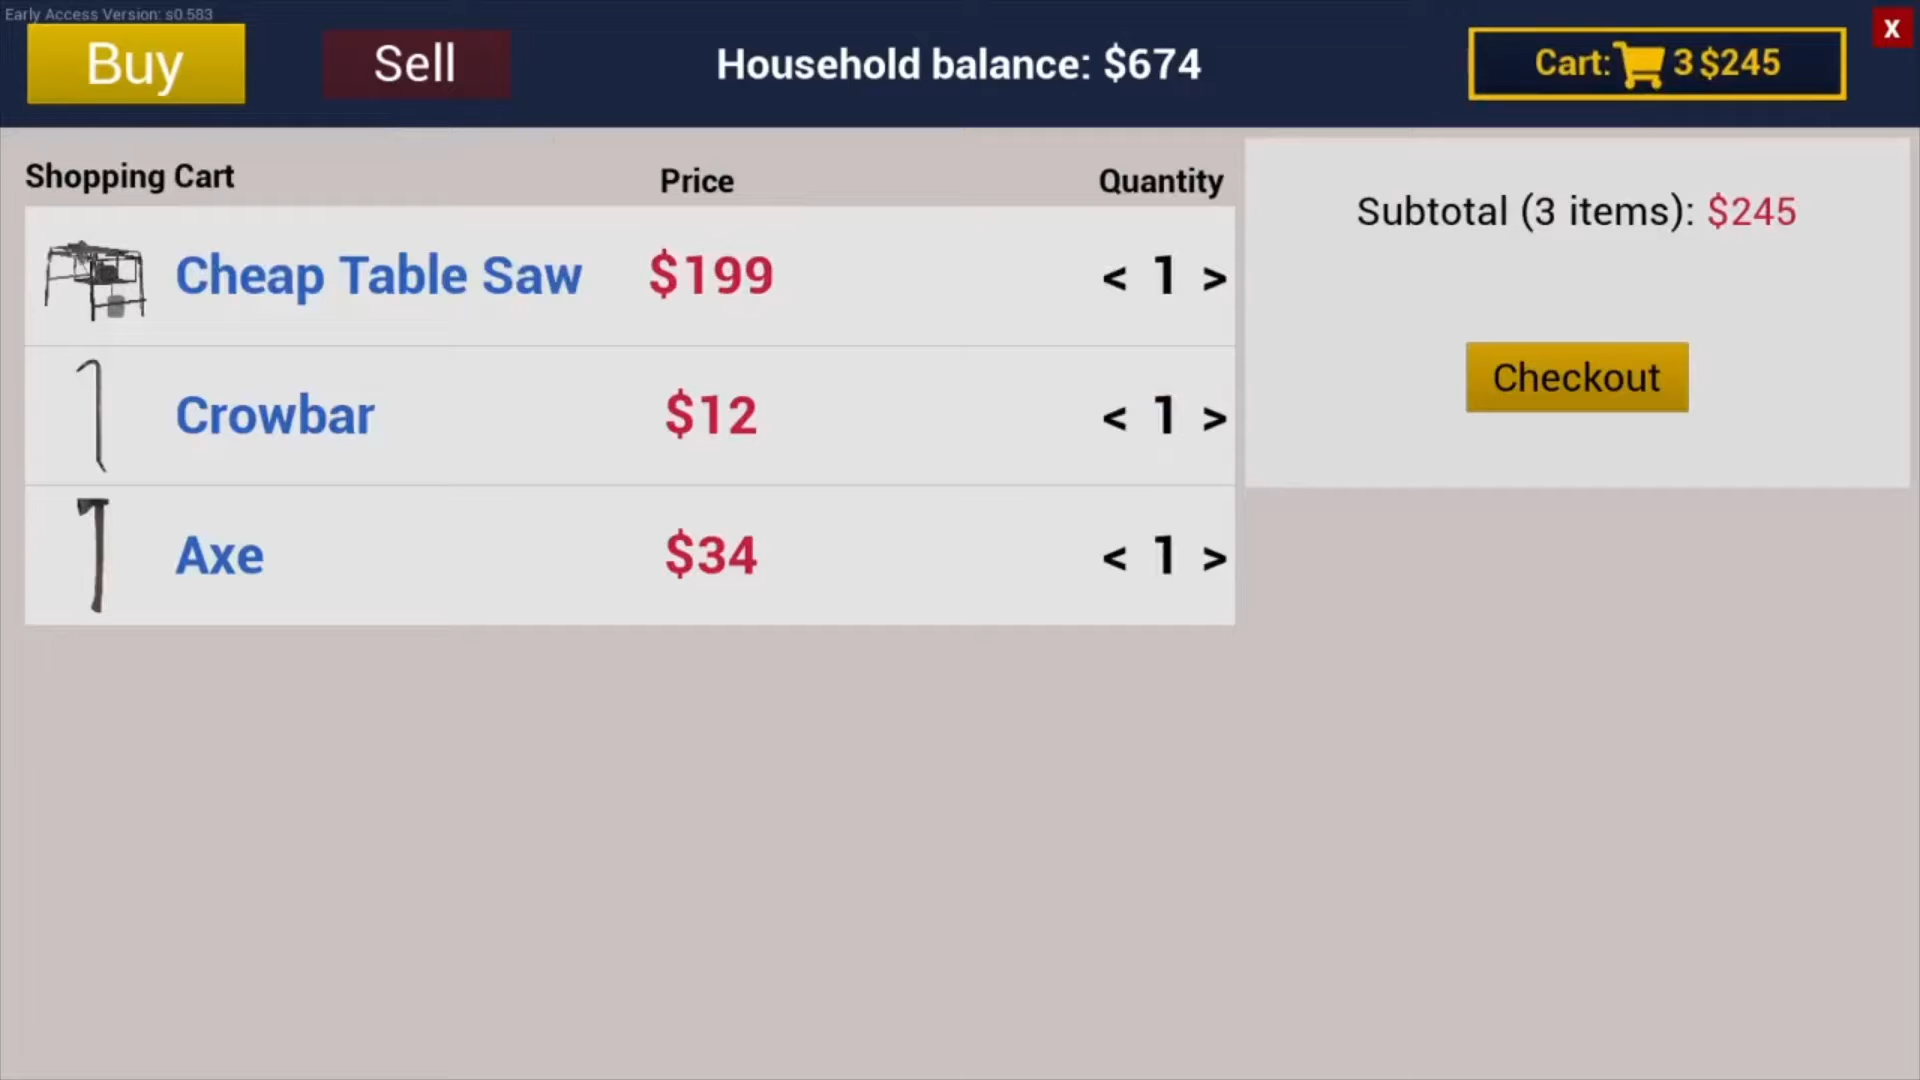 Early Access Version: s0.583
Buy
Sell
Household balance: $674
Cart: 3 $245
X
Shopping Cart
Price
Quantity
Cheap Table Saw
$199
< 1 >
Crowbar
$12
< 1 >
Axe
$34
< 1 >
Subtotal (3 items): $245
Checkout